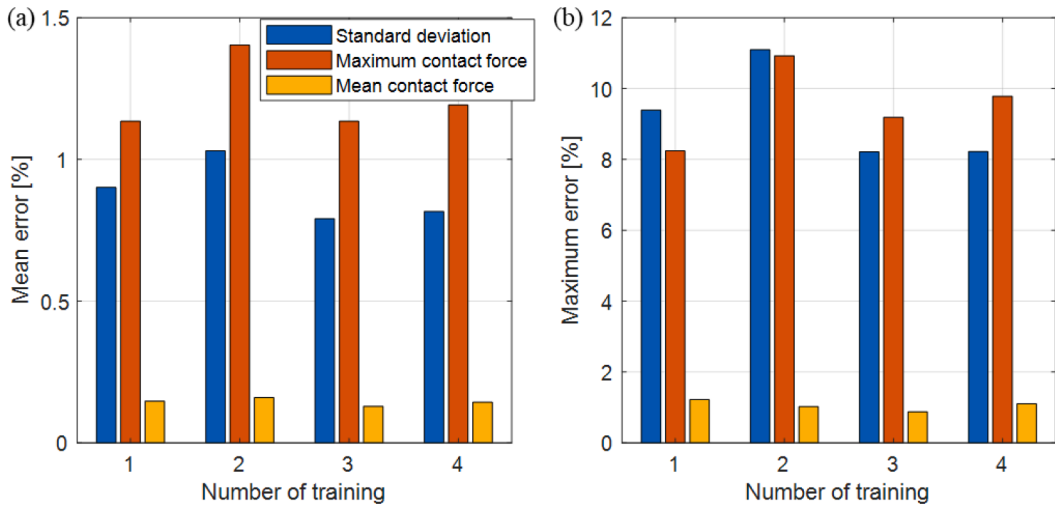 (a)
1.5
1
0.5
0
Mean error [%]
Standard deviation
Maximum contact force
Mean contact force
1 2 3 4
Number of training
(b)
12
10
8
6
4
2
0
Maximum error [%]
1 2 3 4
Number of training